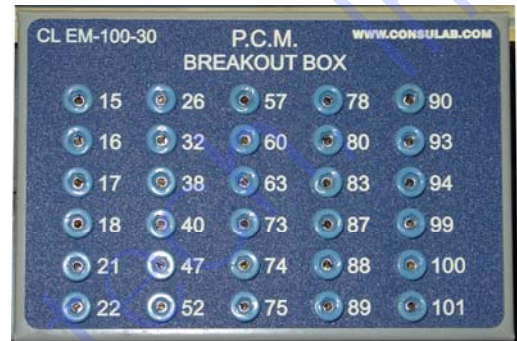 CL EM-100-30 P.C.M. WWW.CONSULAB.COM
BREAKOUT BOX
15 26 57 78 90
16 32 60 80 93
17 38 63 83 94
18 40 73 87 99
21 47 74 88 100
22 52 75 89 101